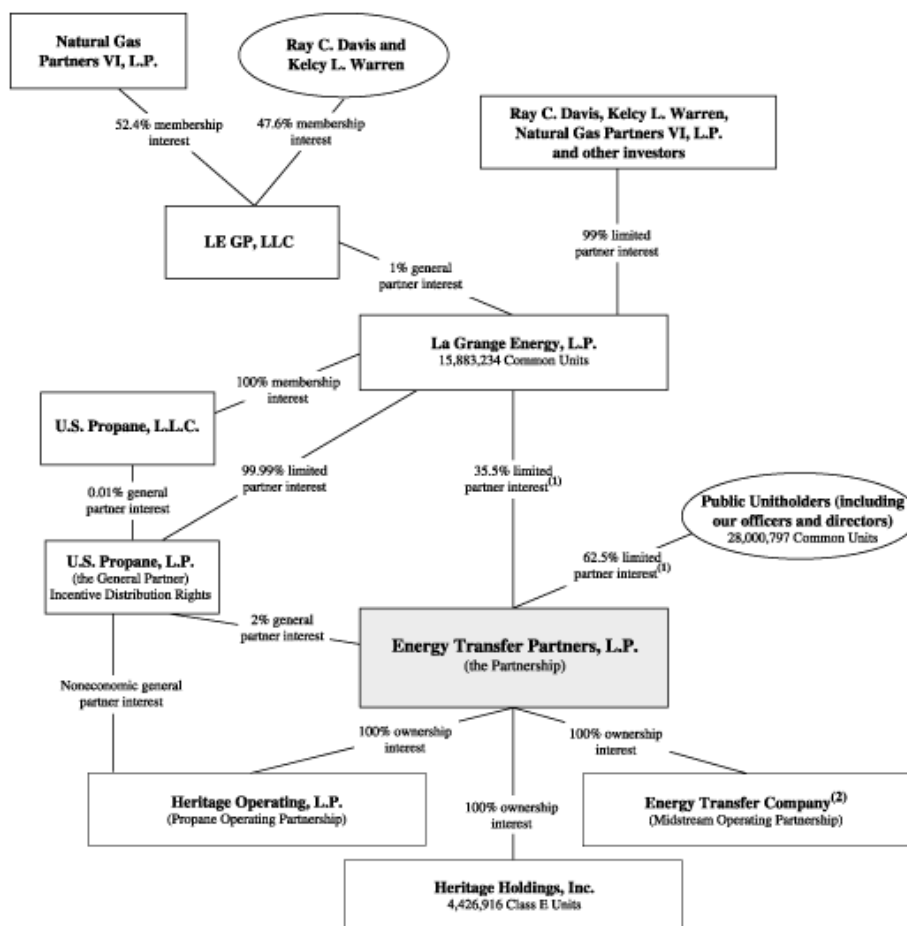 Natural Gas
Partners VI, L.P.
Ray C. Davis and
Kelcy L. Warren
52.4% membership
interest
47.6% membership
interest
Ray C. Davis, Kelcy L. Warren,
Natural Gas Partners VI, L.P.
and other investors
LE GP, LLC
99% limited
partner interest
1% general
partner interest
La Grange Energy, L.P.
15,883,234 Common Units
100% membership
interest
U.S. Propane, L.L.C.
99.99% limited
partner interest
35.5% limited
partner interest(1)
0.01% general
partner interest
Public Unitholders (including
our officers and directors)
28,000,797 Common Units
U.S. Propane, L.P.
(the General Partner)
Incentive Distribution Rights
62.5% limited
partner interest(1)
2% general
partner interest
Energy Transfer Partners, L.P.
(the Partnership)
Noneconomic general
partner interest
100% ownership
interest
100% ownership
interest
Heritage Operating, L.P.
(Propane Operating Partnership)
100% ownership
interest
Energy Transfer Company(2)
(Midstream Operating Partnership)
Heritage Holdings, Inc.
4,426,916 Class E Units